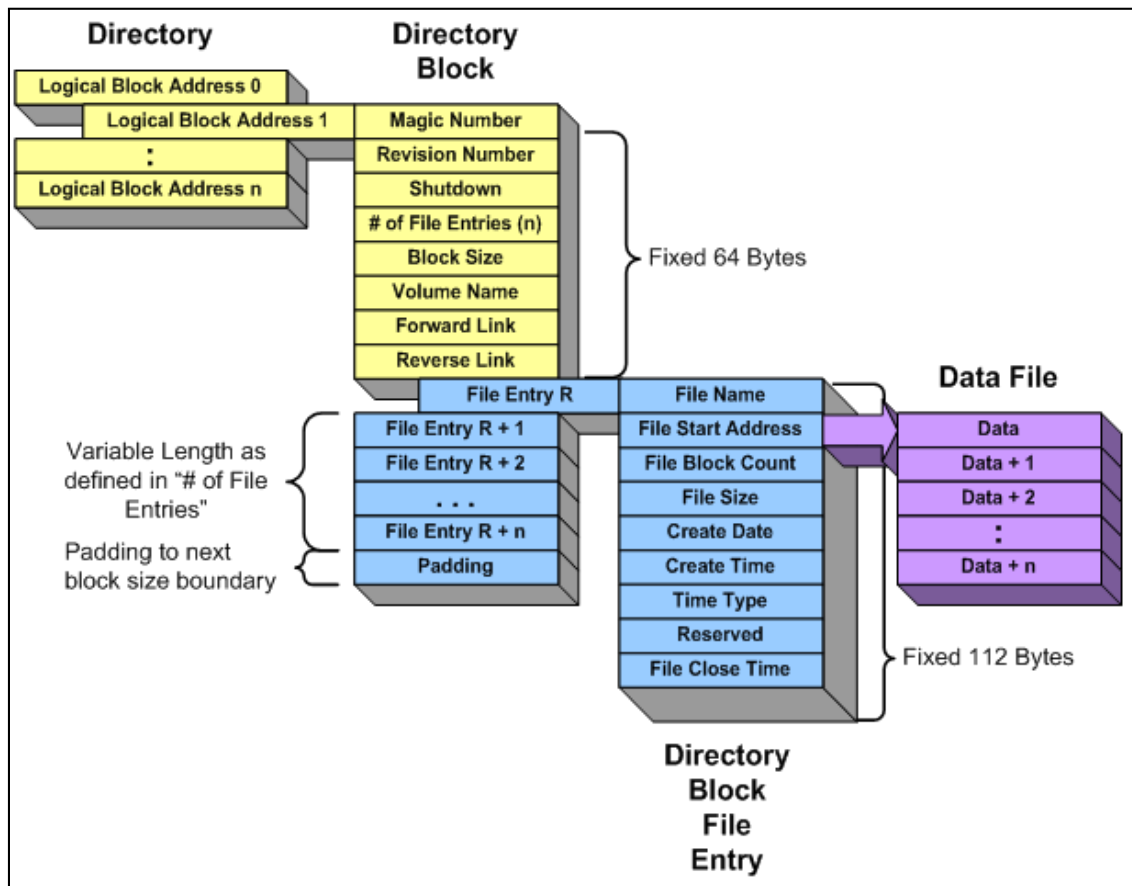 Directory
Logical Block Address 0
Logical Block Address 1
:
Logical Block Address n
Directory
Block
Magic Number
Revision Number
Shutdown
# of File Entries (n)
Block Size
Volume Name
Forward Link
Reverse Link
Fixed 64 Bytes
File Entry R
File Entry R + 1
File Entry R + 2
. . .
File Entry R + n
Padding
Variable Length as
defined in “# of File
Entries”
Padding to next
block size boundary
File Name
File Start Address
File Block Count
File Size
Create Date
Create Time
Time Type
Reserved
File Close Time
Fixed 112 Bytes
Directory
Block
File
Entry
Data File
Data
Data + 1
Data + 2
:
Data + n